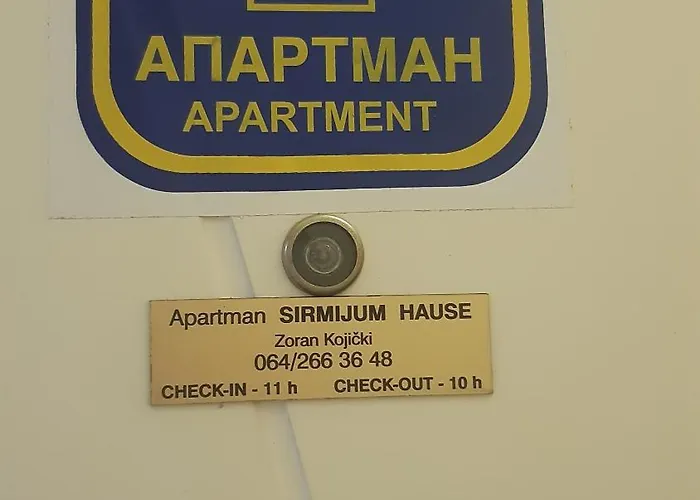 АПАРТМАН
APARTMENT
Apartman SIRMIJUM HAUSE
Zoran Kojički
064/266 36 48
CHECK-IN - 11 h CHECK-OUT - 10 h